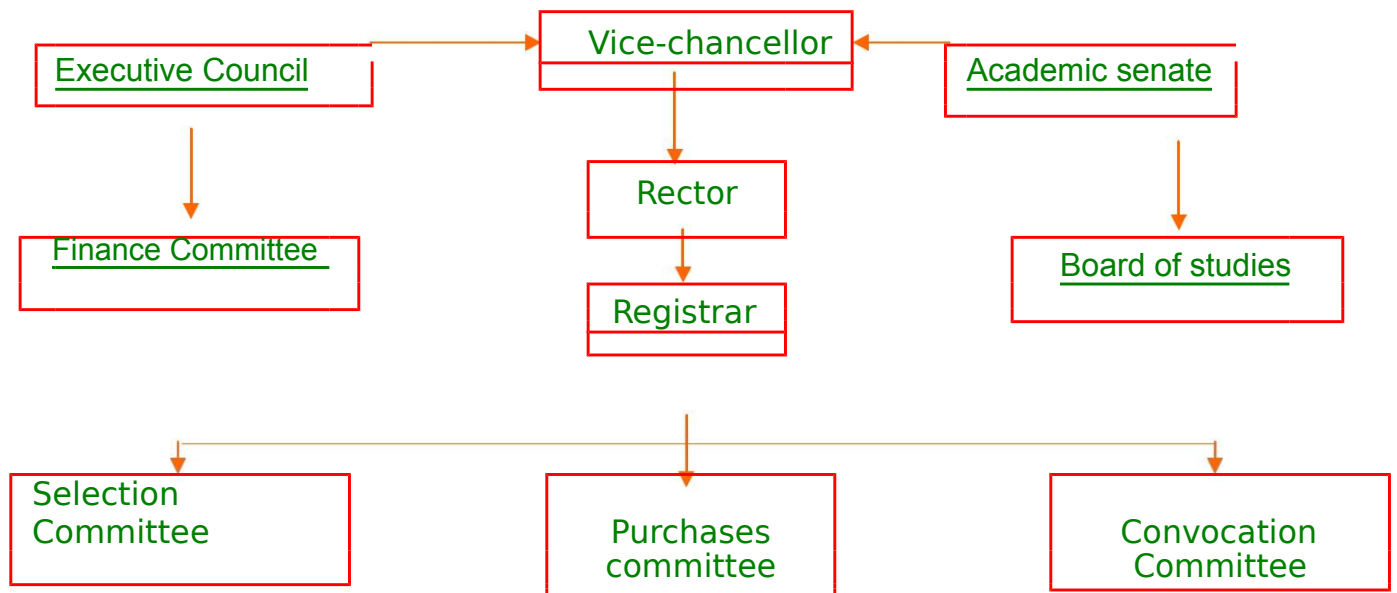 Vice-chancellor
Executive Council
Academic senate
Rector
Finance Committee
Board of studies
Registrar
Selection
Committee
Purchases
committee
Convocation
Committee